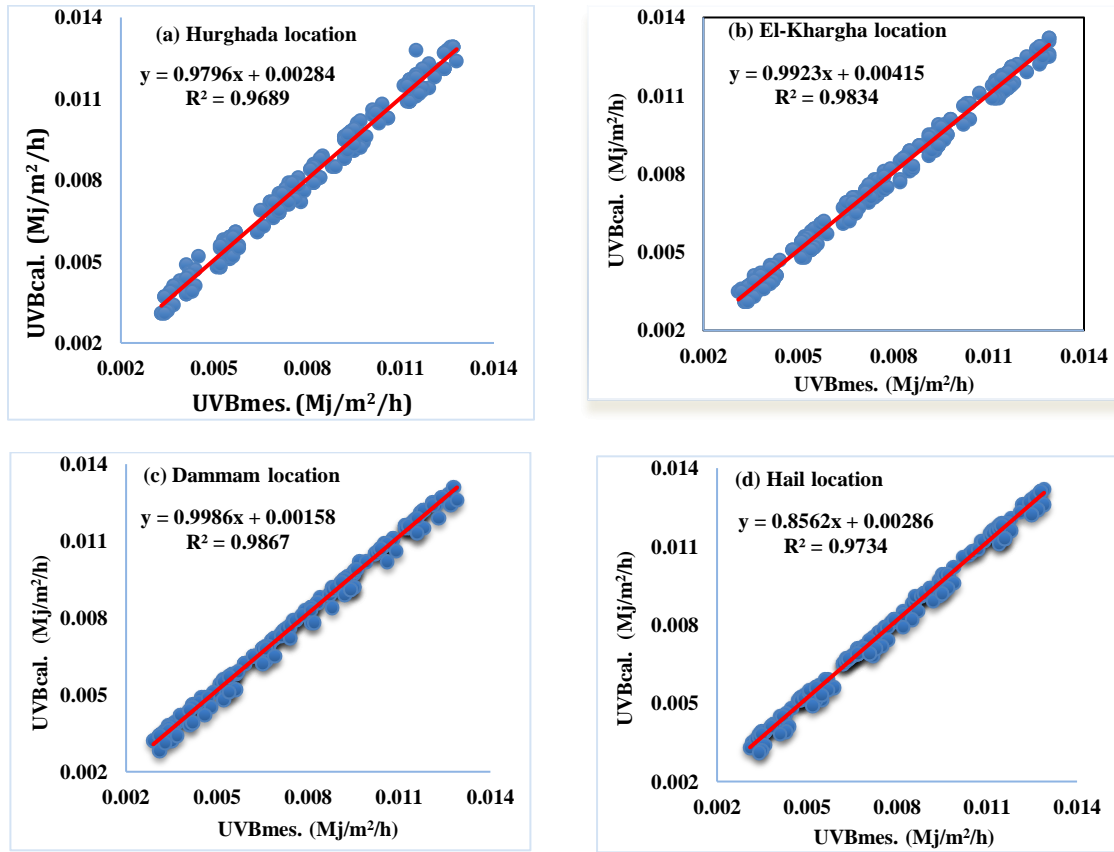 (a) Hurghada location
y = 0.9796x + 0.00284
R² = 0.9689
UVBcal. (Mj/m²/h)
0.014
0.011
0.008
0.005
0.002
0.002 0.005 0.008 0.011 0.014
UVBmes. (Mj/m²/h)
(b) El-Khargha location
y = 0.9923x + 0.00415
R² = 0.9834
UVBcal. (Mj/m²/h)
0.014
0.011
0.008
0.005
0.002
0.002 0.005 0.008 0.011 0.014
UVBmes. (Mj/m²/h)
(c) Dammam location
y = 0.9986x + 0.00158
R² = 0.9867
UVBcal. (Mj/m²/h)
0.014
0.011
0.008
0.005
0.002
0.002 0.005 0.008 0.011 0.014
UVBmes. (Mj/m²/h)
(d) Hail location
y = 0.8562x + 0.00286
R² = 0.9734
UVBcal. (Mj/m²/h)
0.014
0.011
0.008
0.005
0.002
0.002 0.005 0.008 0.011 0.014
UVBmes. (Mj/m²/h)